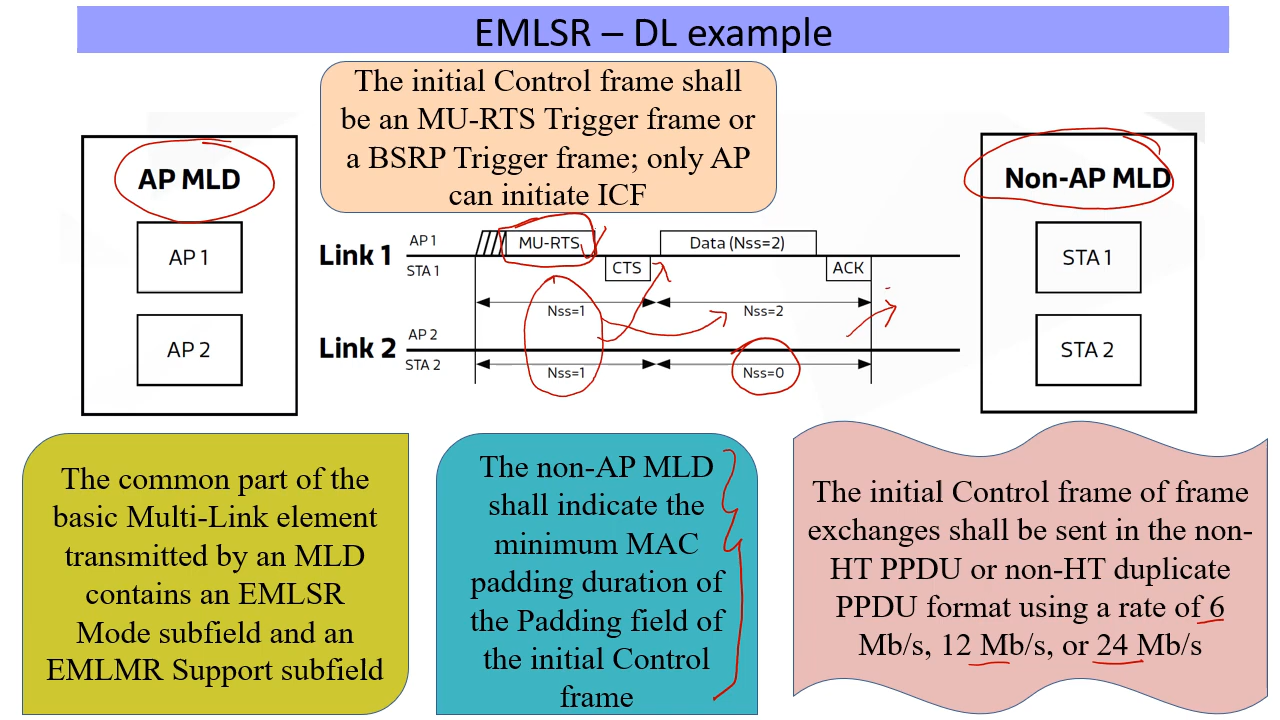 EMLSR – DL example
The initial Control frame shall
be an MU-RTS Trigger frame or
a BSRP Trigger frame; only AP
can initiate ICF
AP MLD
AP 1
AP 2
Link 1
AP 1
STA 1
MU-RTS
CTS
Data (Nss=2)
ACK
Nss=1
Nss=2
Link 2
AP 2
STA 2
Nss=1
Nss=0
Non-AP MLD
STA 1
STA 2
The common part of the
basic Multi-Link element
transmitted by an MLD
contains an EMLSR
Mode subfield and an
EMLMR Support subfield
The non-AP MLD
shall indicate the
minimum MAC
padding duration of
the Padding field of
the initial Control
frame
The initial Control frame of frame
exchanges shall be sent in the non-
HT PPDU or non-HT duplicate
PPDU format using a rate of 6
Mb/s, 12 Mb/s, or 24 Mb/s